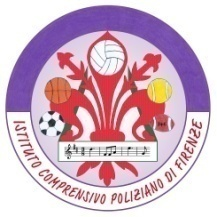 ISTITUTO COMPRENSIVO POLIZIANO DI FIRENZE